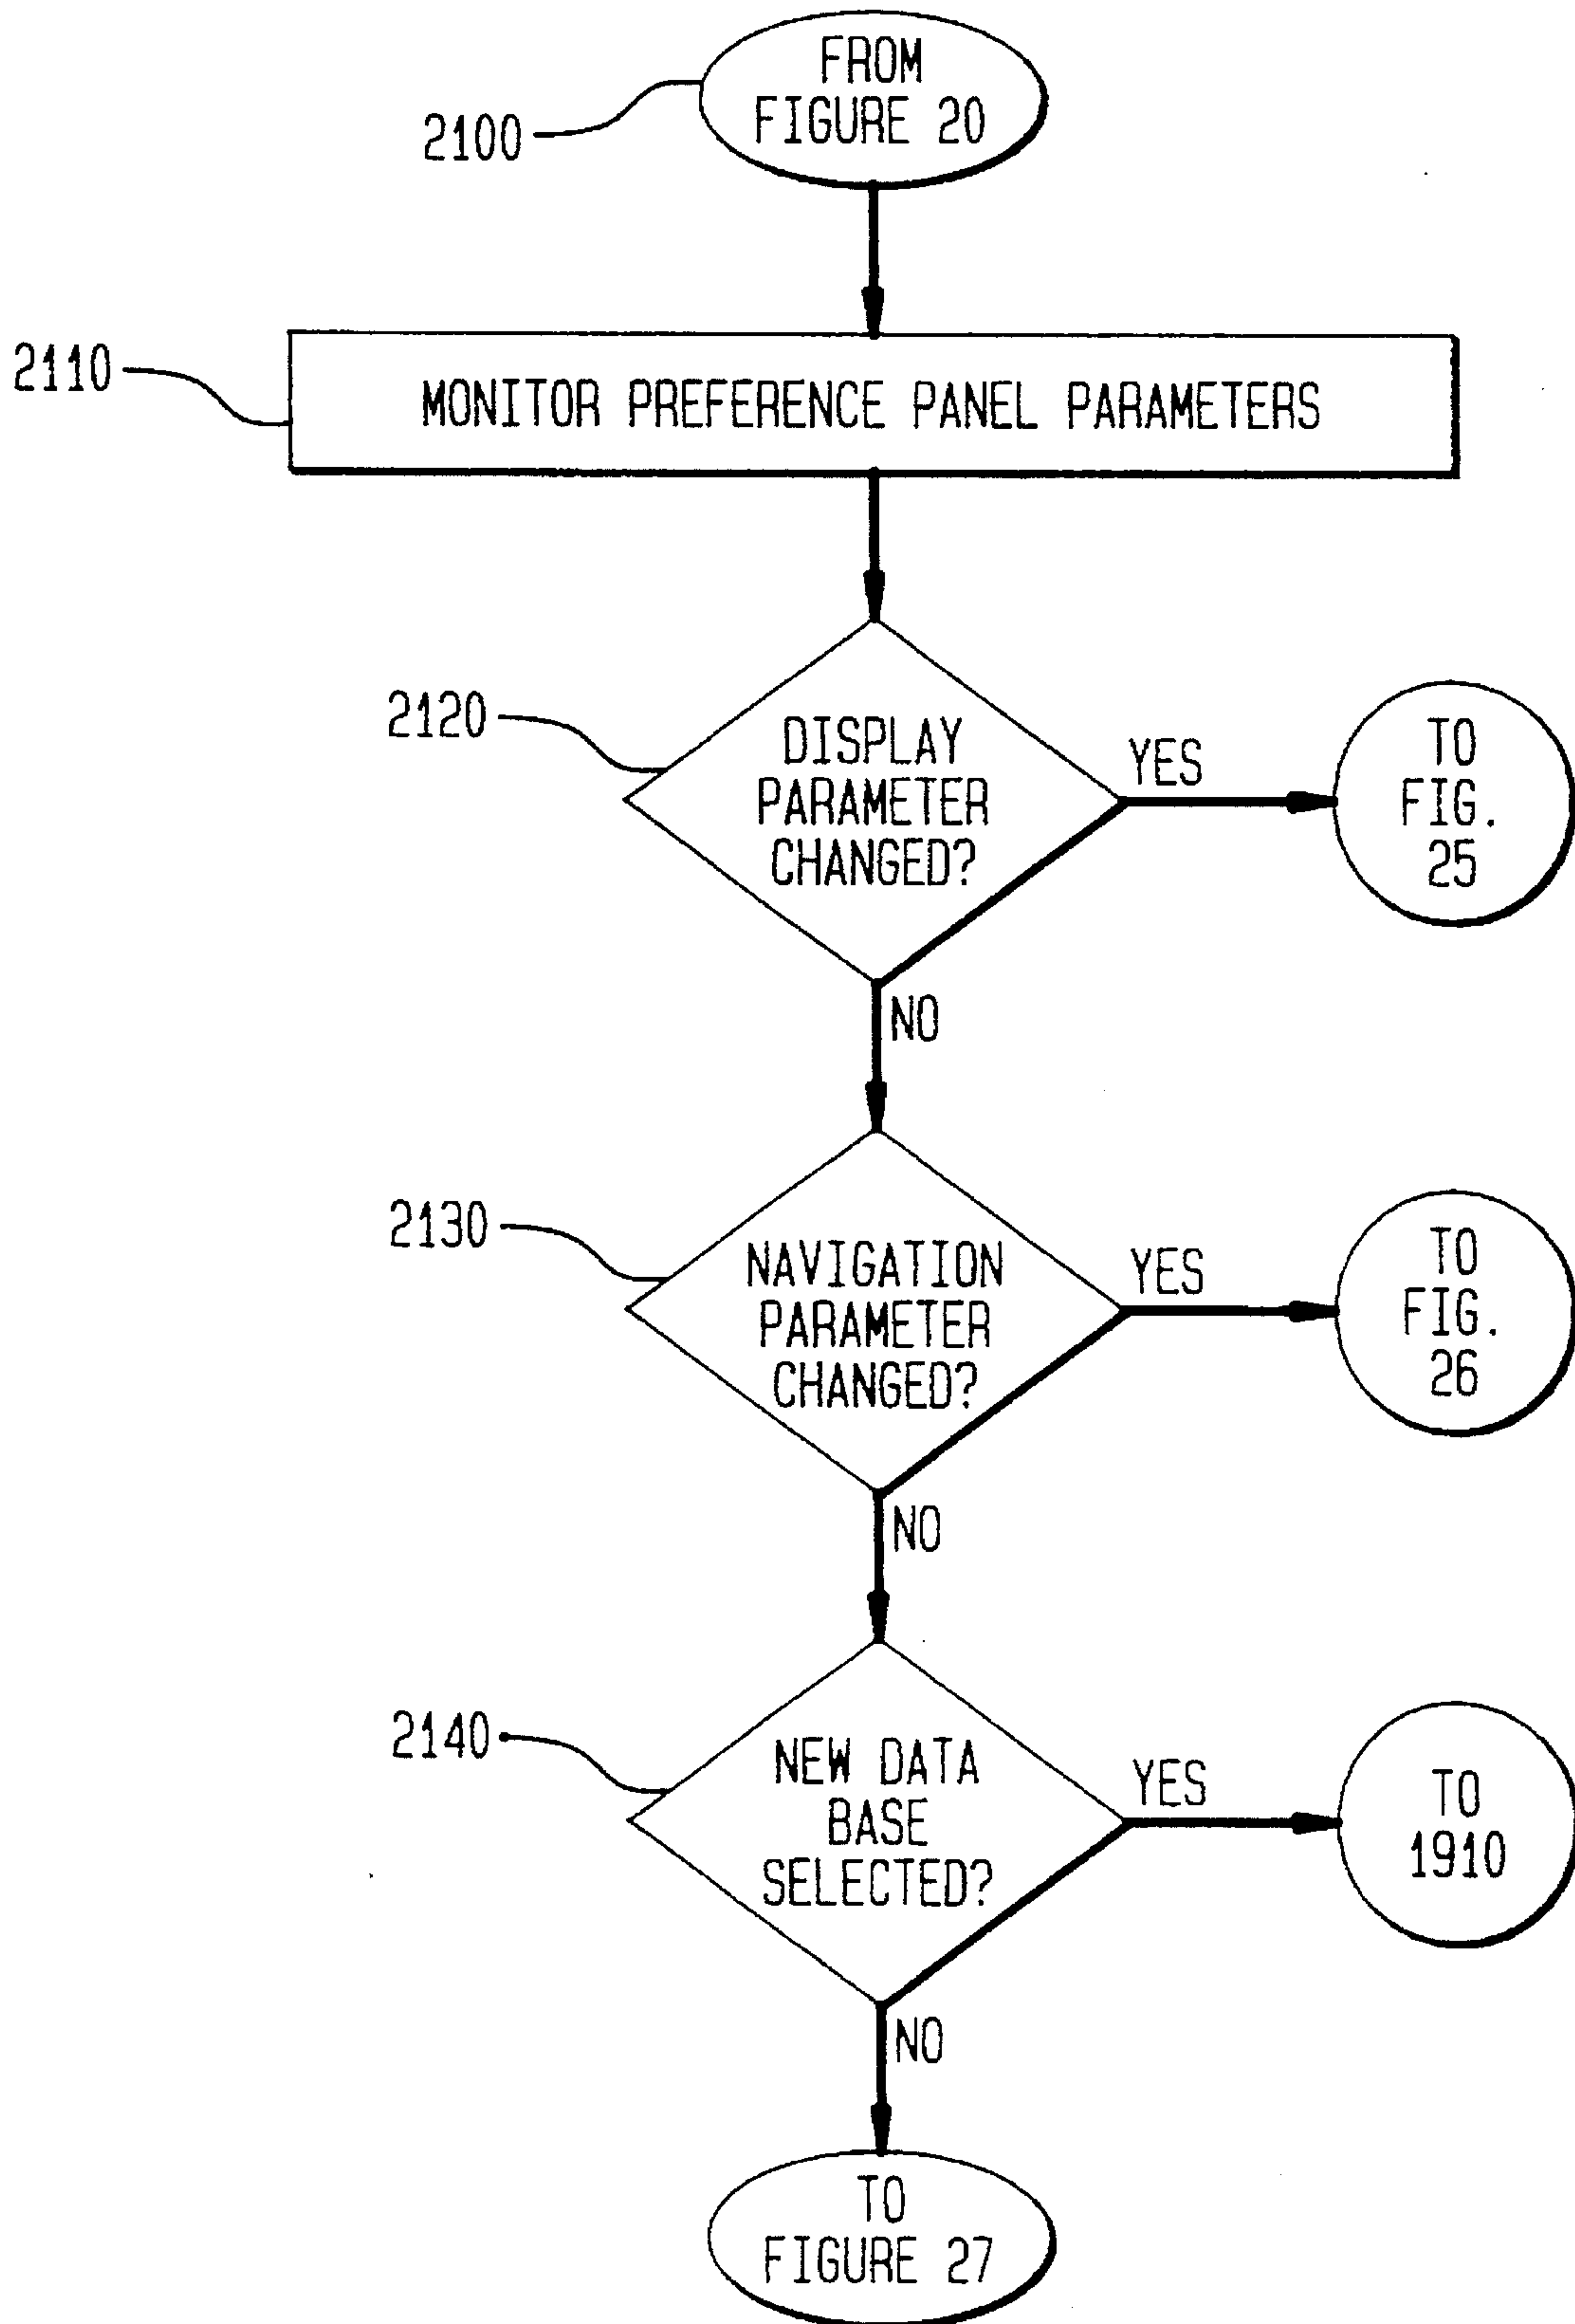 FROM
FIGURE 20
2100
2110
MONITOR PREFERENCE PANEL PARAMETERS
2120
DISPLAY
PARAMETER
CHANGED?
YES
TO
FIG.
25
NO
2130
NAVIGATION
PARAMETER
CHANGED?
YES
TO
FIG.
26
NO
2140
NEW DATA
BASE
SELECTED?
YES
TO
1910
NO
TO
FIGURE 27